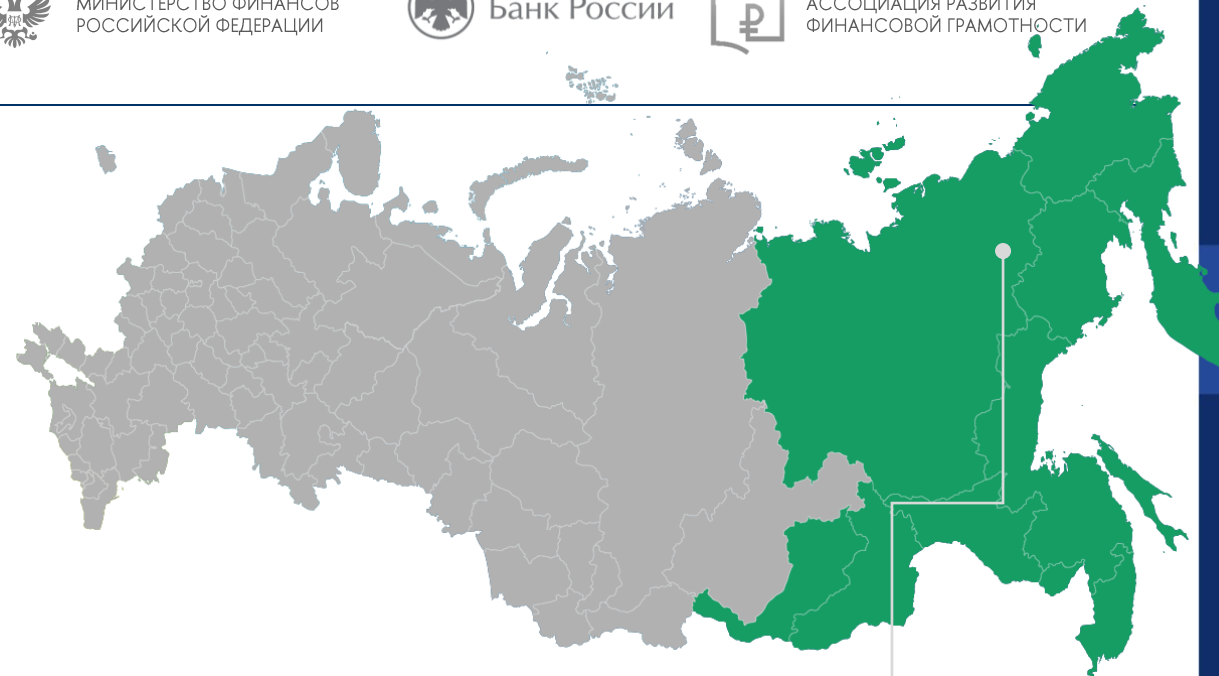 МИНИСТЕРСТВО ФИНАНСОВ
РОССИЙСКОЙ ФЕДЕРАЦИИ
Банк России
АССОЦИАЦИЯ РАЗВИТИЯ
ФИНАНСОВОЙ ГРАМОТНОСТИ